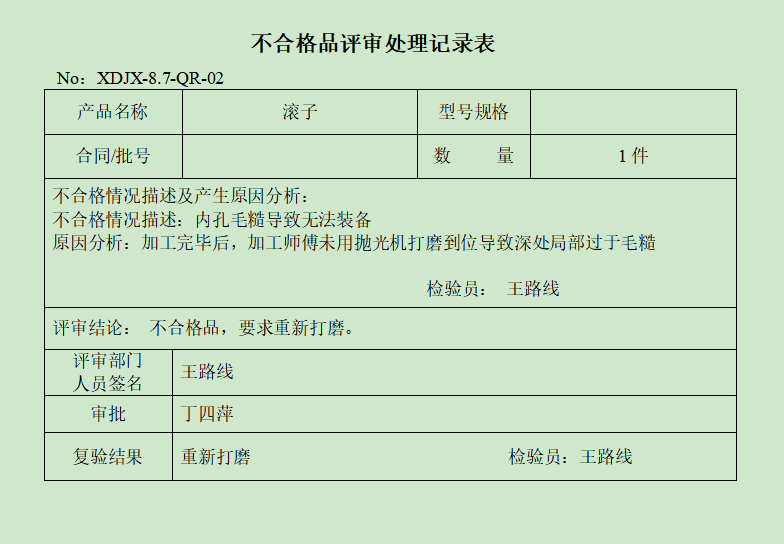 不合格品评审处理记录表
No：XDJX-8.7-QR-02
产品名称 滚子 型号规格
合同/批号 数 量 1 件
不合格情况描述及产生原因分析：
不合格情况描述：内孔毛糙导致无法装备
原因分析：加工完毕后，加工师傅未用抛光机打磨到位导致深处局部过于毛糙
检验员： 王路线
评审结论： 不合格品，要求重新打磨。
评审部门
人员签名 王路线
审批 丁四萍
复验结果 重新打磨 检验员：王路线